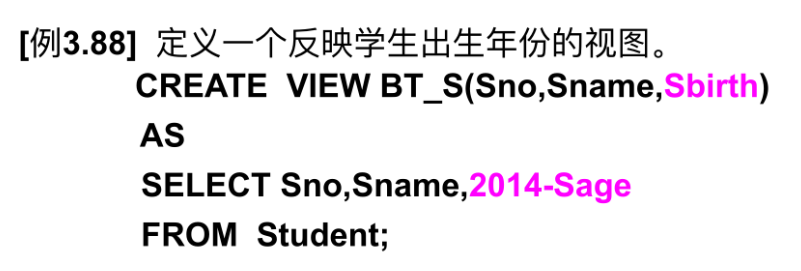 [例3.88] 定义一个反映学生出生年份的视图。
CREATE VIEW BT_S(Sno,Sname,Sbirth)
AS
SELECT Sno,Sname,2014-Sage
FROM Student;